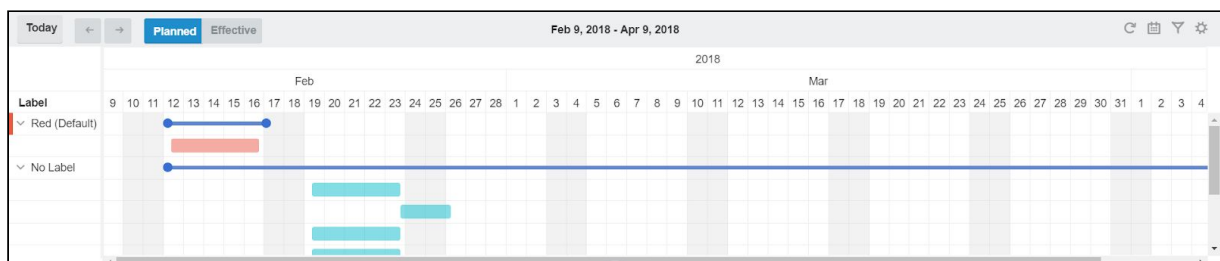 Today ← → Planned Effective Feb 9, 2018 - Apr 9, 2018
2018
Feb Mar
Label 9 10 11 12 13 14 15 16 17 18 19 20 21 22 23 24 25 26 27 28 1 2 3 4 5 6 7 8 9 10 11 12 13 14 15 16 17 18 19 20 21 22 23 24 25 26 27 28 29 30 31 1 2 3 4
Red (Default)
No Label